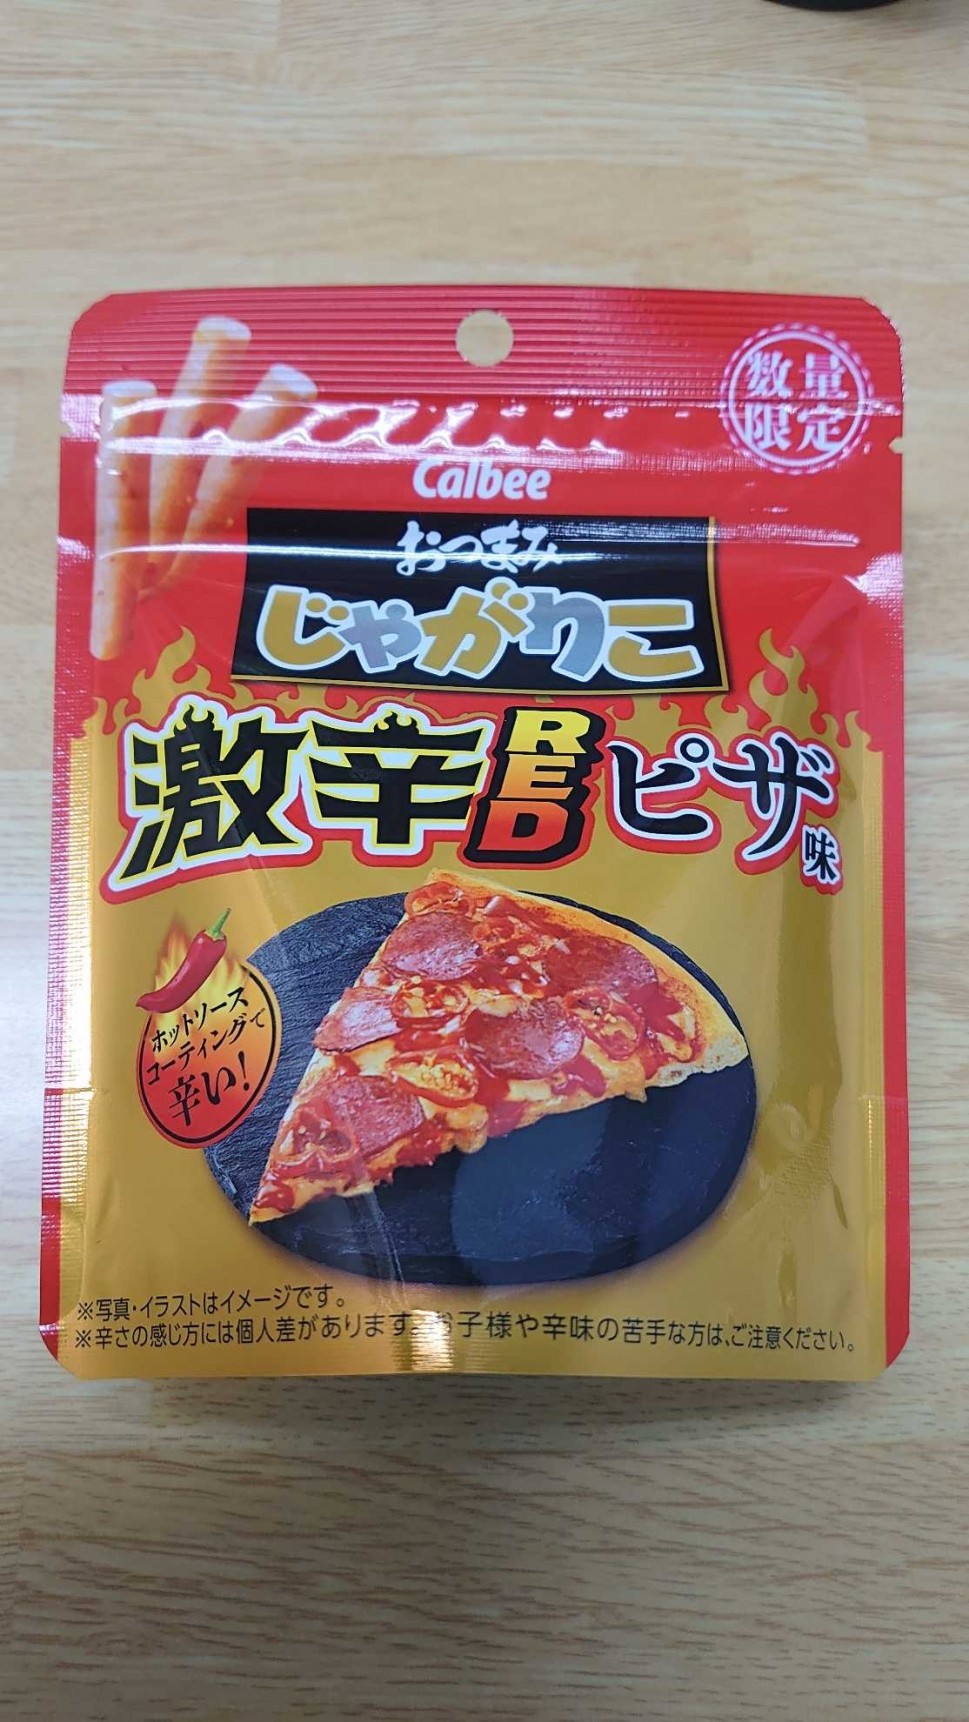 数量
限定
Calbee
おつまみ
じゃがりこ
激辛REDピザ味
ホットソース
コーティングで
辛い!
※写真・イラストはイメージです。
※辛さの感じ方には個人差があります。お子様や辛味の苦手な方は、ご注意ください。